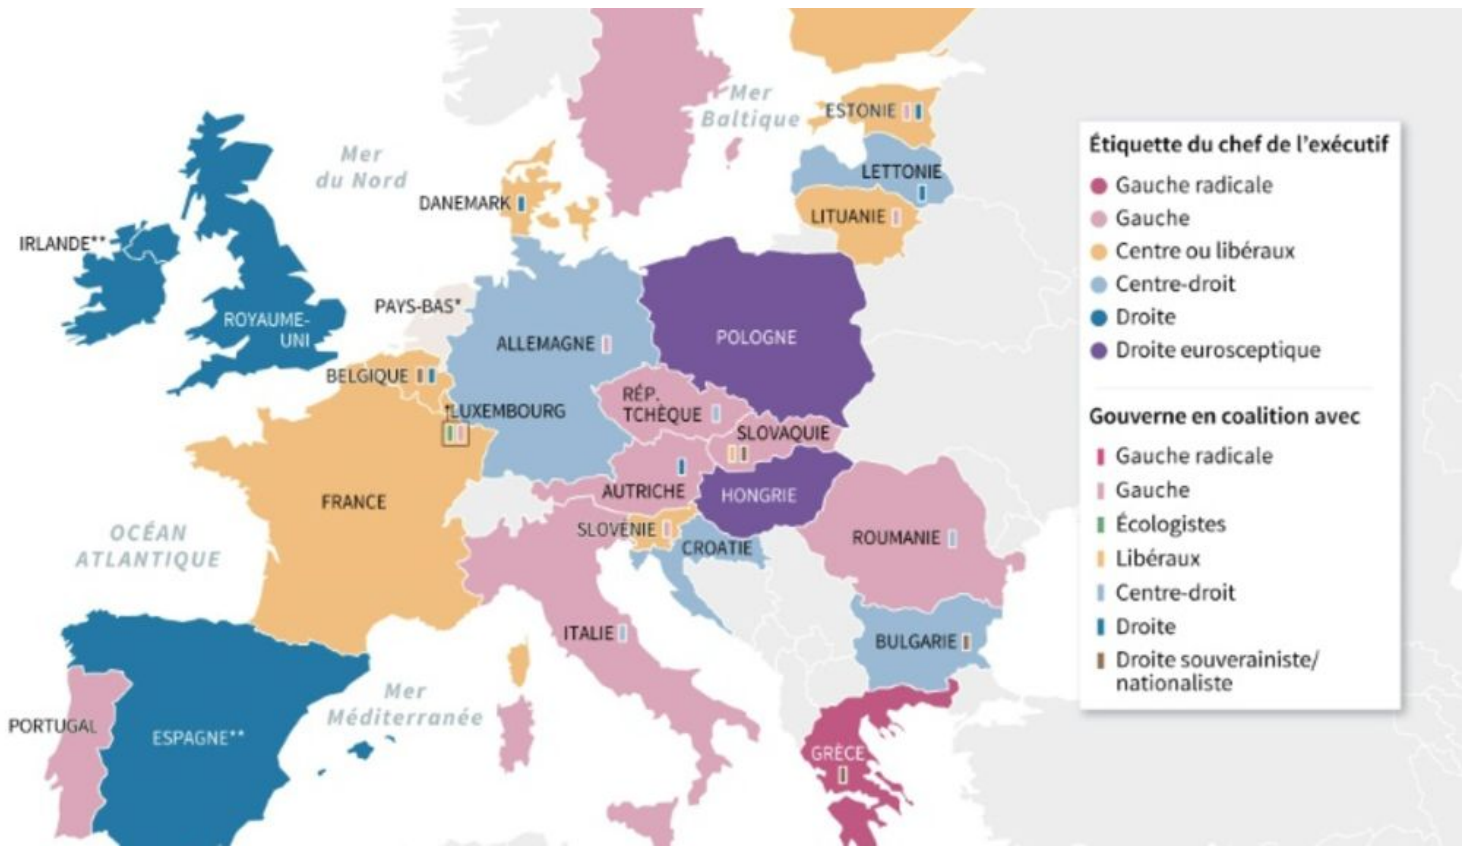 Mer
Baltique
ESTONIE
Mer
du Nord
LETTONIE
DANEMARK
LITUANIE
IRLANDE**
PAYS-BAS*
ROYAUME-
UNI
ALLEMAGNE
POLOGNE
BELGIQUE
RÉP.
TCHÈQUE
LUXEMBOURG
SLOVAQUIE
AUTRICHE
HONGRIE
FRANCE
OCÉAN
ATLANTIQUE
SLOVÉNIE
CROATIE
ROUMANIE
ITALIE
BULGARIE
Mer
Méditerranée
PORTUGAL
ESPAGNE**
GRÈCE
Étiquette du chef de l'exécutif
Gauche radicale
Gauche
Centre ou libéraux
Centre-droit
Droite
Droite eurosceptique
Gouverne en coalition avec
Gauche radicale
Gauche
Écologistes
Libéraux
Centre-droit
Droite
Droite souverainiste/
nationaliste